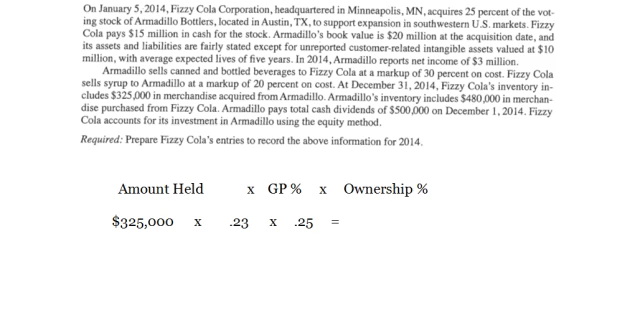 On January 5, 2014, Fizzy Cola Corporation, headquartered in Minneapolis, MN, acquires 25 percent of the vot-
ing stock of Armadillo Bottlers, located in Austin, TX, to support expansion in southwestern U.S. markets. Fizzy
Cola pays $15 million in cash for the stock. Armadillo's book value is $20 million at the acquisition date, and
its assets and liabilities are fairly stated except for unreported customer-related intangible assets valued at $10
million, with average expected lives of five years. In 2014, Armadillo reports net income of $3 million.
Armadillo sells canned and bottled beverages to Fizzy Cola at a markup of 30 percent on cost. Fizzy Cola
sells syrup to Armadillo at a markup of 20 percent on cost. At December 31, 2014, Fizzy Cola's inventory in-
cludes $325,000 in merchandise acquired from Armadillo. Armadillo's inventory includes $480,000 in merchan-
dise purchased from Fizzy Cola. Armadillo pays total cash dividends of $500,000 on December 1, 2014. Fizzy
Cola accounts for its investment in Armadillo using the equity method.
Required: Prepare Fizzy Cola's entries to record the above information for 2014.
Amount Held x GP % x Ownership %
$325,000 x .23 x .25 =